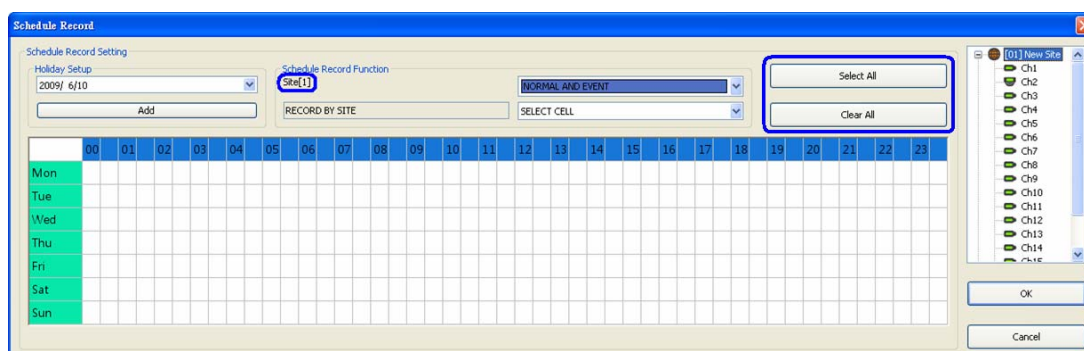 Schedule Record
Schedule Record Setting
Holiday Setup
2009/ 6/10
Add
Schedule Record Function
Site[1]
NORMAL AND EVENT
RECORD BY SITE
SELECT CELL
Select All
Clear All
00 01 02 03 04 05 06 07 08 09 10 11 12 13 14 15 16 17 18 19 20 21 22 23
Mon
Tue
Wed
Thu
Fri
Sat
Sun
[01] New Site
Ch1
Ch2
Ch3
Ch4
Ch5
Ch6
Ch7
Ch8
Ch9
Ch10
Ch11
Ch12
Ch13
Ch14
Ch15
OK
Cancel